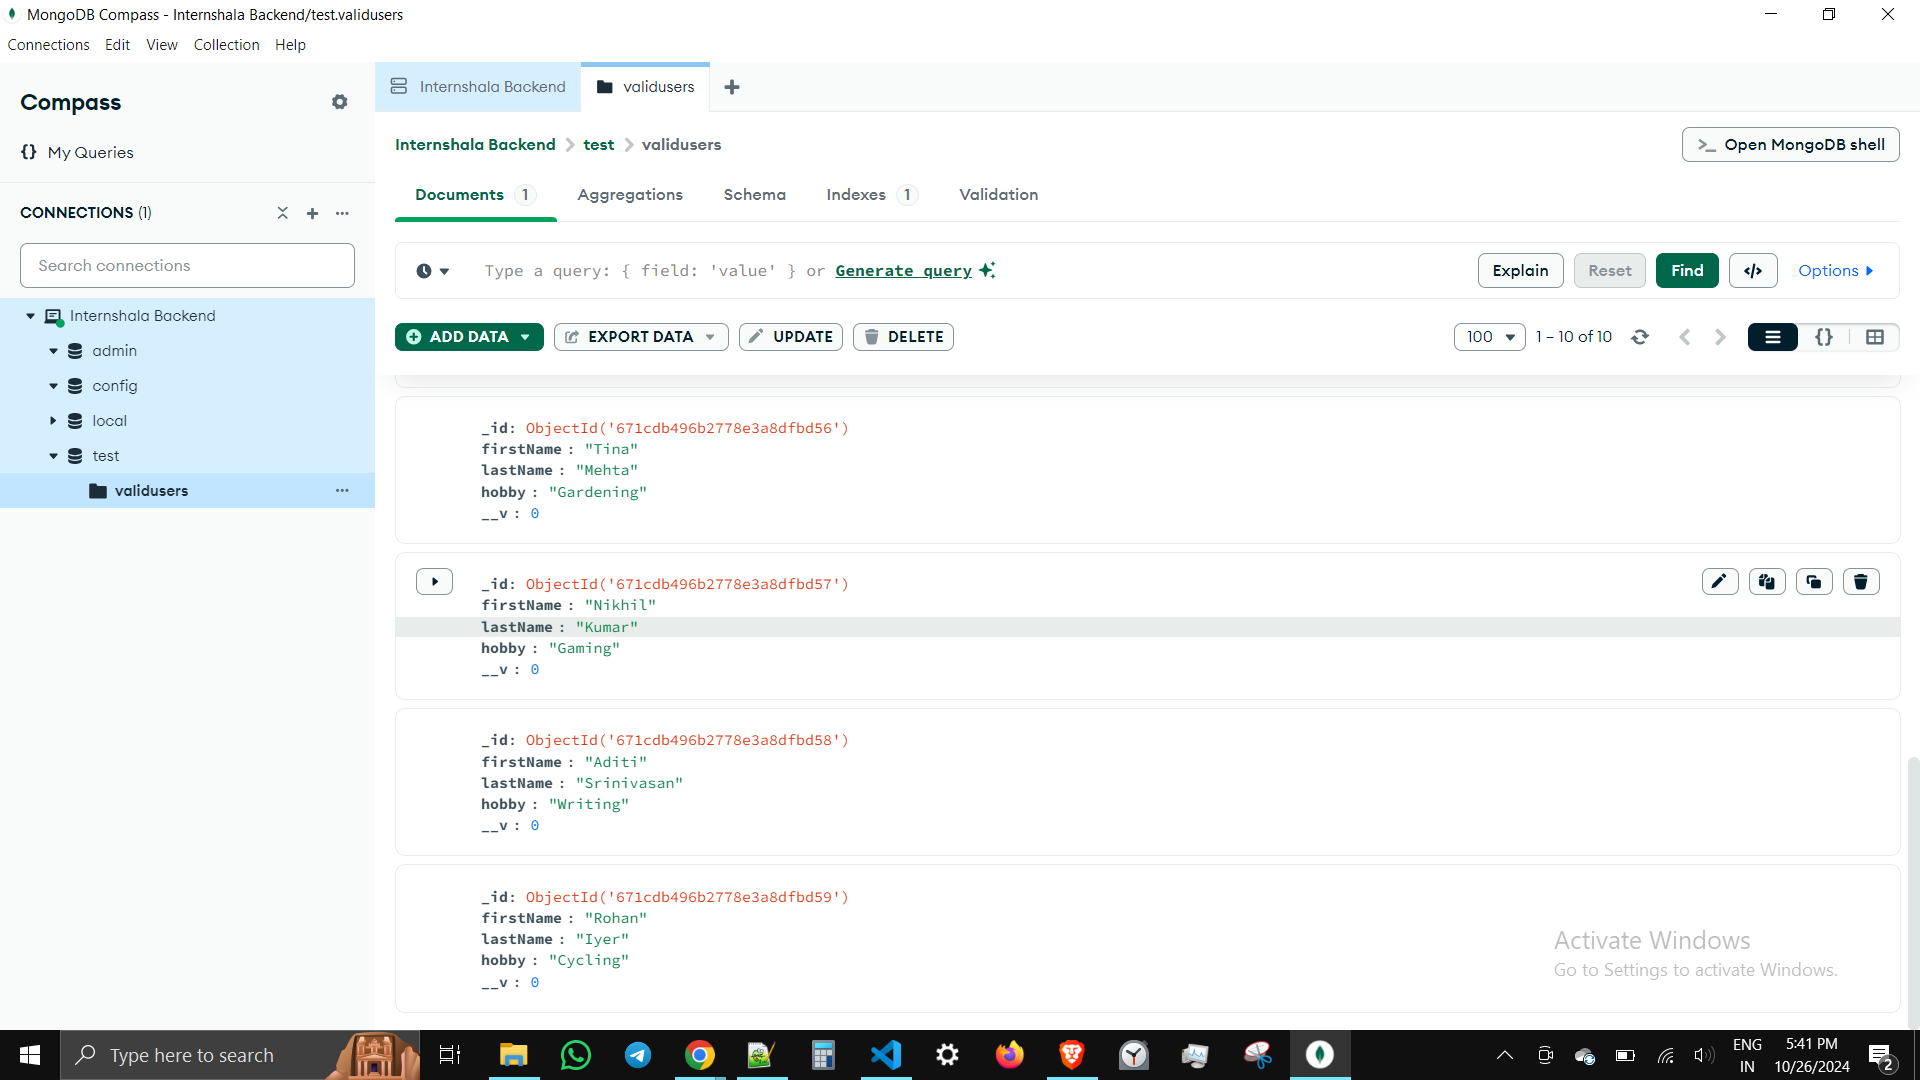 MongoDB Compass - Internshala Backend/test.validusers
Connections Edit View Collection Help
Compass
{} My Queries
CONNECTIONS (1)
Search connections
Internshala Backend
admin
config
local
test
validusers
Internshala Backend validusers
Internshala Backend > test > validusers
>_ Open MongoDB shell
Documents 1 Aggregations Schema Indexes 1 Validation
Type a query: { field: 'value' } or Generate query
Explain Reset Find </> Options
ADD DATA EXPORT DATA UPDATE DELETE
100 1 – 10 of 10 {}
_id: ObjectId('671cdb496b2778e3a8dfbd56')
firstName : "Tina"
lastName : "Mehta"
hobby : "Gardening"
__v : 0
_id: ObjectId('671cdb496b2778e3a8dfbd57')
firstName : "Nikhil"
lastName : "Kumar"
hobby : "Gaming"
__v : 0
_id: ObjectId('671cdb496b2778e3a8dfbd58')
firstName : "Aditi"
lastName : "Srinivasan"
hobby : "Writing"
__v : 0
_id: ObjectId('671cdb496b2778e3a8dfbd59')
firstName : "Rohan"
lastName : "Iyer"
hobby : "Cycling"
__v : 0
Activate Windows
Go to Settings to activate Windows.
Type here to search
ENG
IN
5:41 PM
10/26/2024
2